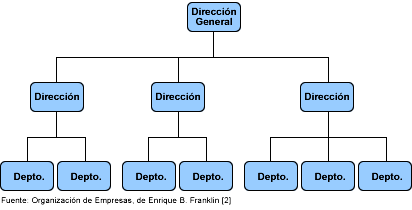 Dirección
General
Dirección
Dirección
Dirección
Depto.
Depto.
Depto.
Depto.
Depto.
Depto.
Depto.
Fuente: Organización de Empresas, de Enrique B. Franklin [2]